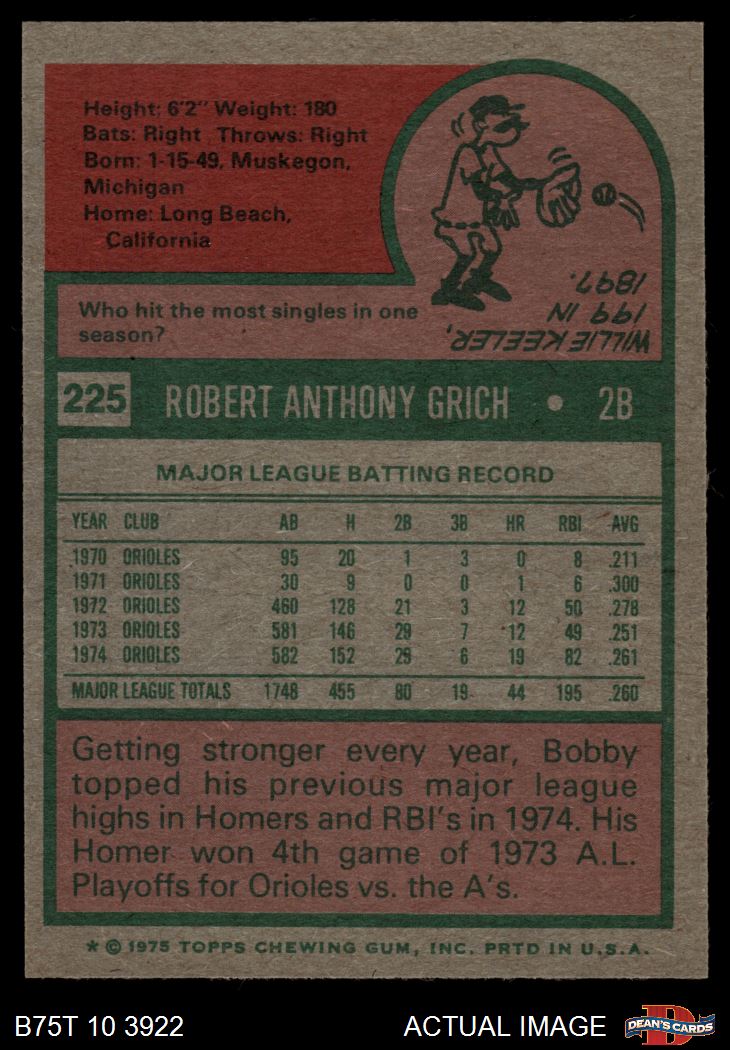 Height: 6'2" Weight: 180
Bats: Right Throws: Right
Born: 1-15-49, Muskegon,
Michigan
Home: Long Beach,
California
Who hit the most singles in one
season?
WILLIE KEELER,
199 IN
1897.
225 ROBERT ANTHONY GRICH • 2B
MAJOR LEAGUE BATTING RECORD
YEAR CLUB AB H 2B 3B HR RBI AVG
1970 ORIOLES 95 20 1 3 0 8 .211
1971 ORIOLES 30 9 0 0 1 6 .300
1972 ORIOLES 460 128 21 3 12 50 .278
1973 ORIOLES 581 146 29 7 12 49 .251
1974 ORIOLES 582 152 29 6 19 82 .261
MAJOR LEAGUE TOTALS 1748 455 80 19 44 195 .260
Getting stronger every year, Bobby
topped his previous major league
highs in Homers and RBI's in 1974. His
Homer won 4th game of 1973 A.L.
Playoffs for Orioles vs. the A's.
* © 1975 TOPPS CHEWING GUM, INC. PRTD IN U.S.A.
B75T 10 3922 ACTUAL IMAGE D DEAN'S CARDS